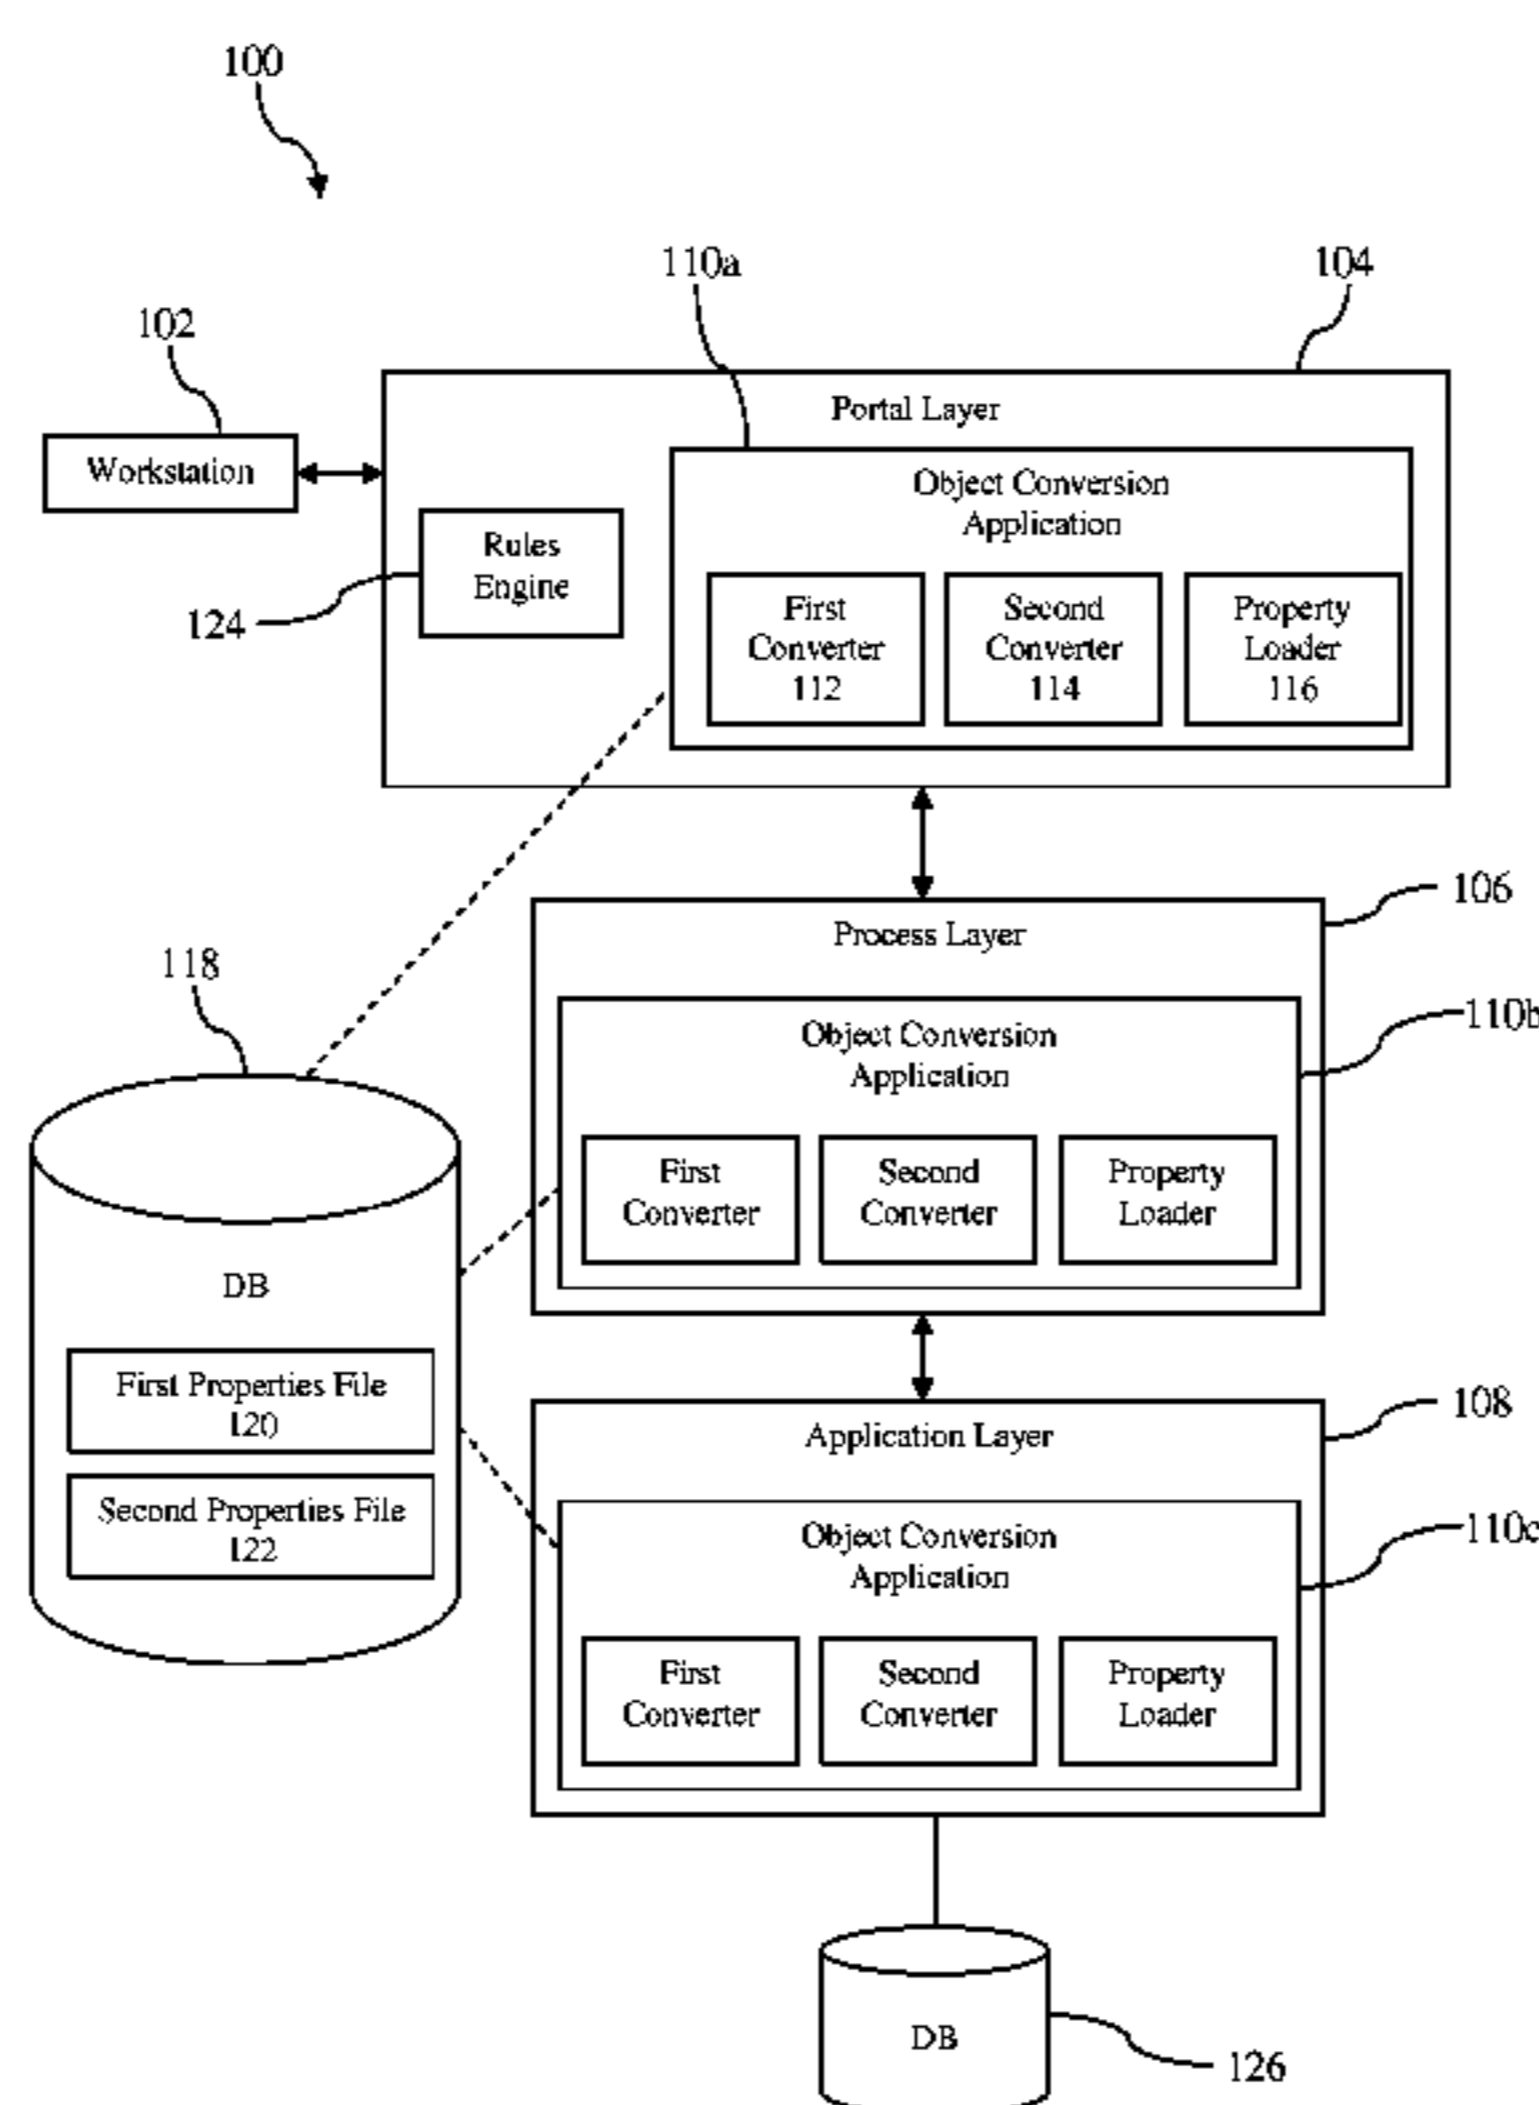 100
110a
104
102
Portal Layer
Workstation
Object Conversion
Application
Rules
Engine
124
First
Converter
112
Second
Converter
114
Property
Loader
116
106
Process Layer
118
110b
Object Conversion
Application
First
Converter
Second
Converter
Property
Loader
DB
First Properties File
120
Second Properties File
122
108
Application Layer
110c
Object Conversion
Application
First
Converter
Second
Converter
Property
Loader
DB
126